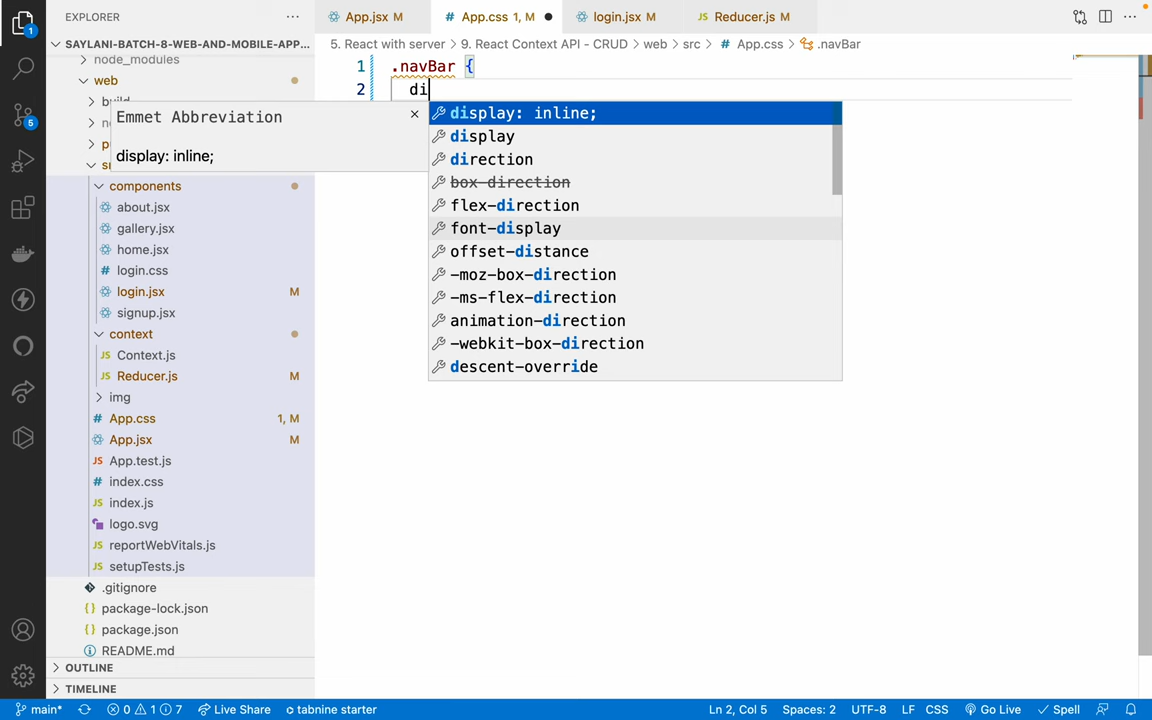 EXPLORER
App.jsx M
App.css 1, M
login.jsx M
Reducer.js M
SAYLANI-BATCH-8-WEB-AND-MOBILE-APP...
5. React with server > 9. React Context API - CRUD > web > src > # App.css > .navBar
node_modules
web
components
about.jsx
gallery.jsx
home.jsx
login.css
login.jsx M
signup.jsx
context
Context.js
Reducer.js M
img
App.css 1, M
App.jsx M
App.test.js
index.css
index.js
logo.svg
reportWebVitals.js
setupTests.js
.gitignore
package-lock.json
package.json
README.md
OUTLINE
TIMELINE
1 .navBar {
2 di
Emmet Abbreviation
display: inline;
display: inline;
display
direction
box-direction
flex-direction
font-display
offset-distance
-moz-box-direction
-ms-flex-direction
animation-direction
-webkit-box-direction
descent-override
1
5
main* 0 1 7 Live Share tabnine starter Ln 2, Col 5 Spaces: 2 UTF-8 LF CSS Go Live Spell